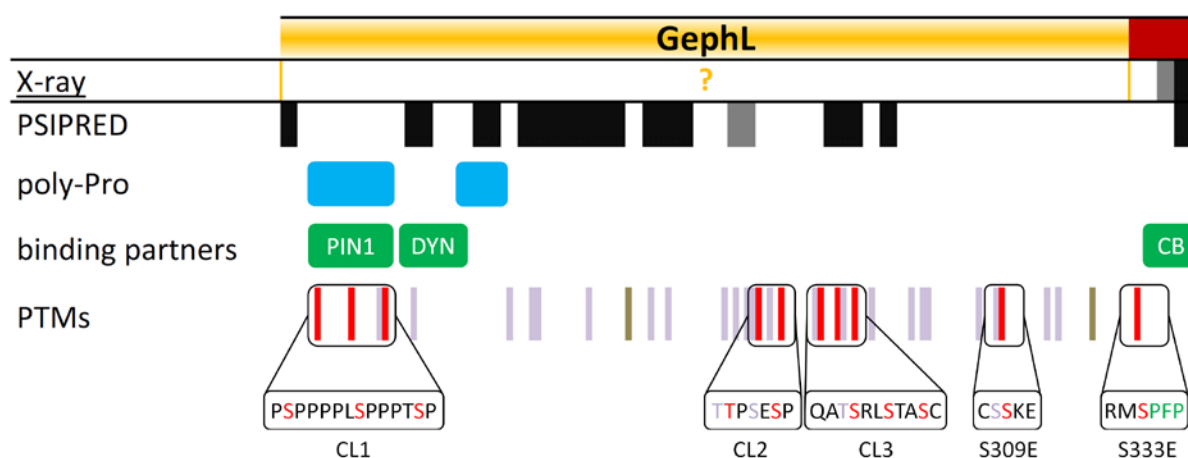 GephL
X-ray ?
PSIPRED
poly-Pro
binding partners PIN1 DYN CB
PTMs
PSPPPPLSPPPTSP TTPSESP QATSRLSTASC CSSKE RMSPFP
CL1 CL2 CL3 S309E S333E